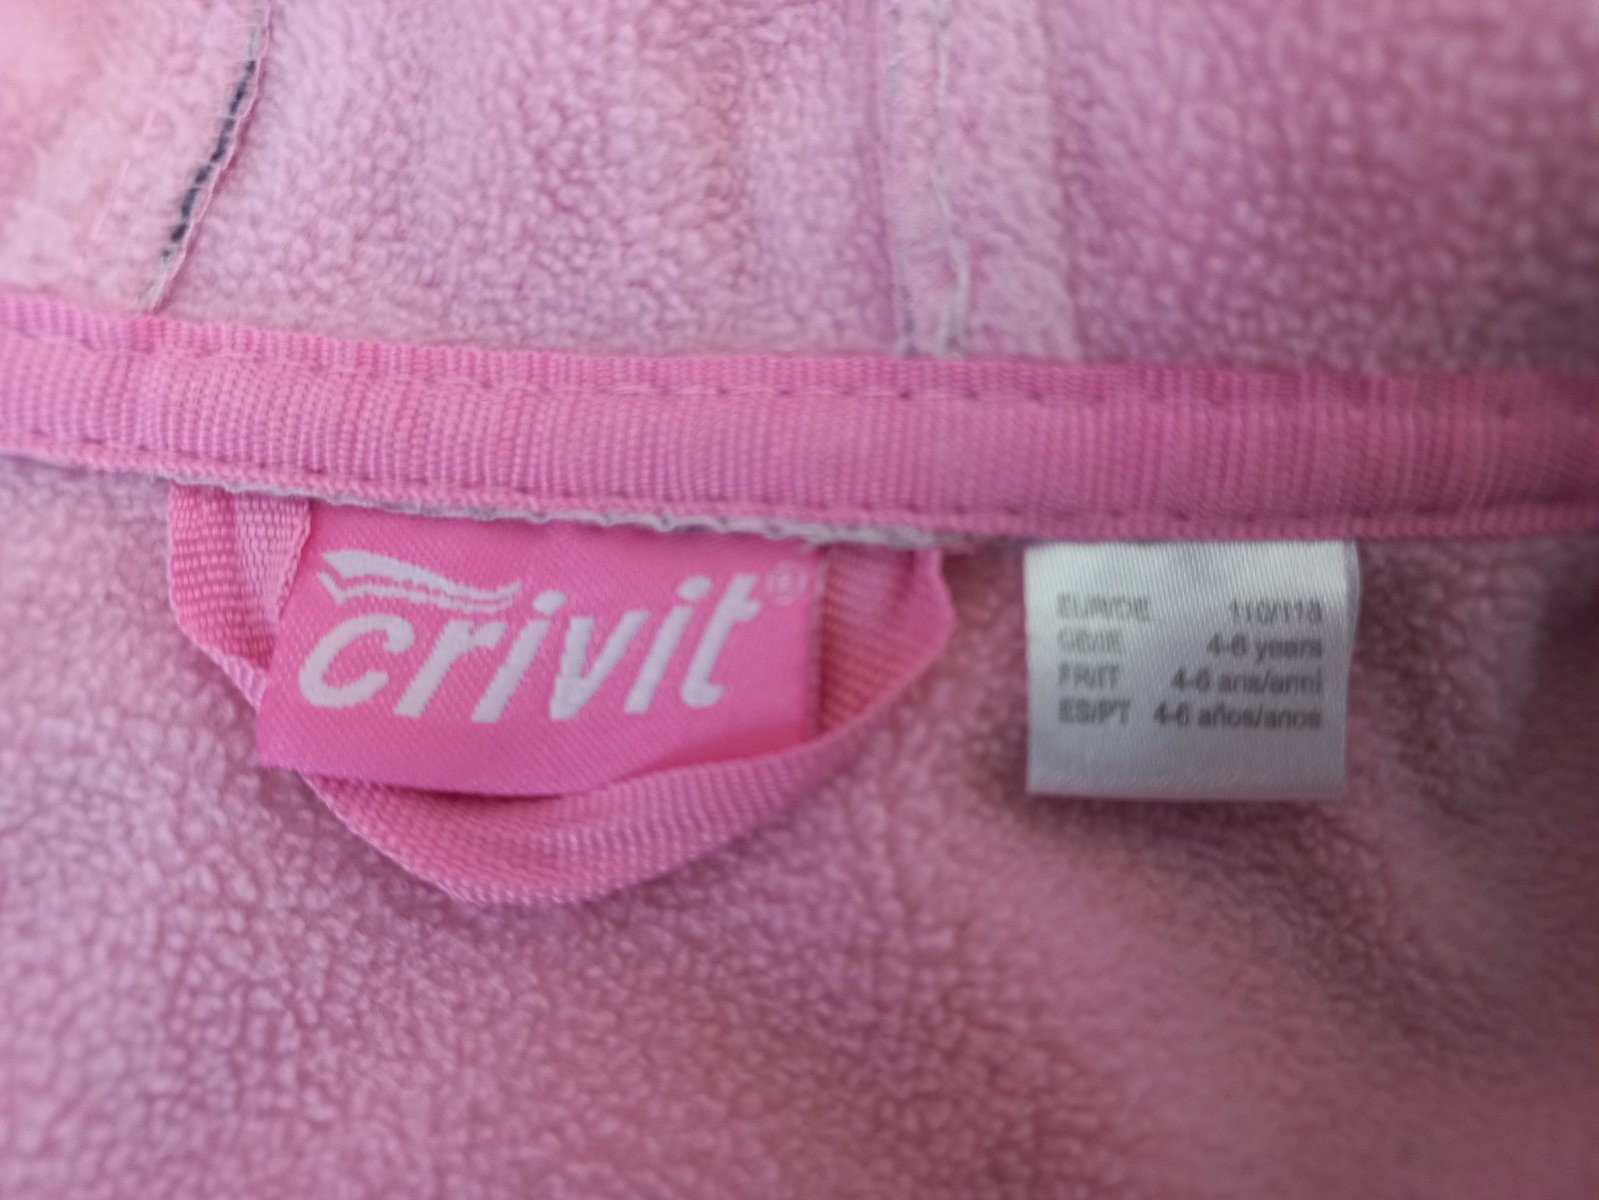 crivit®
EUR/DE 110/116
GB/IE 4-6 years
FR/IT 4-6 ans/anni
ES/PT 4-6 años/anos